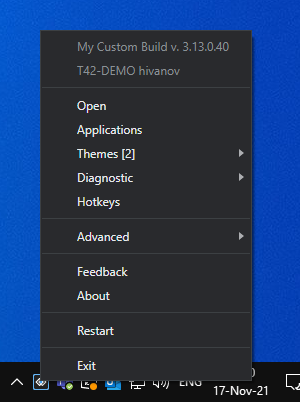 My Custom Build v. 3.13.0.40
T42-DEMO hivanov
Open
Applications
Themes [2]
Diagnostic
Hotkeys
Advanced
Feedback
About
Restart
Exit
ENG
17-Nov-21
2